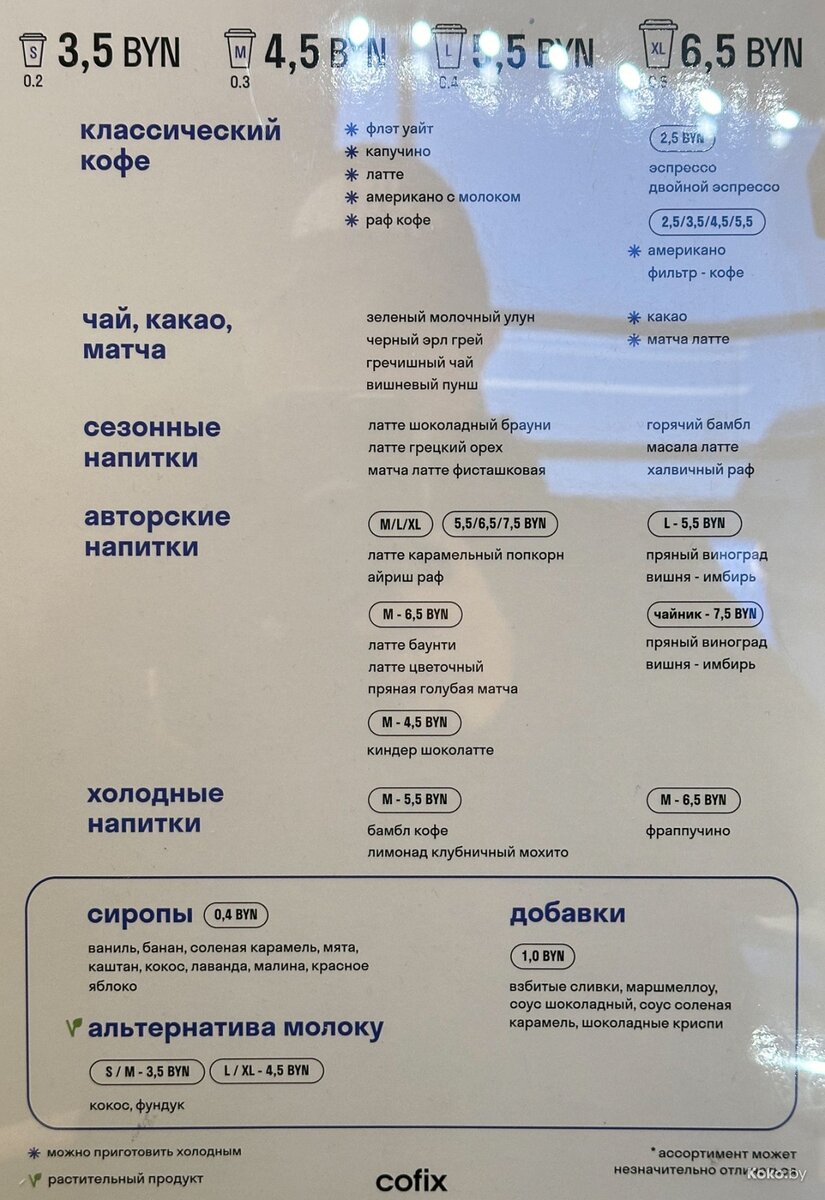 S 3,5 BYN
0.2
M 4,5 BYN
0.3
L 5,5 BYN
0.4
XL 6,5 BYN
классический
кофе
флэт уайт
капучино
латте
американо с молоком
раф кофе
2,5 BYN
эспрессо
двойной эспрессо
2,5/3,5/4,5/5,5
американо
фильтр - кофе
чай, какао,
матча
зеленый молочный улун
черный эрл грей
гречишный чай
вишневый пунш
какао
матча латте
сезонные
напитки
латте шоколадный брауни
латте грецкий орех
матча латте фисташковая
горячий бамбл
масала латте
халвичный раф
авторские
напитки
M/L/XL 5,5/6,5/7,5 BYN
латте карамельный попкорн
айриш раф
M - 6,5 BYN
латте баунти
латте цветочный
пряная голубая матча
M - 4,5 BYN
киндер шоколатте
L - 5,5 BYN
пряный виноград
вишня - имбирь
чайник - 7,5 BYN
пряный виноград
вишня - имбирь
холодные
напитки
M - 5,5 BYN
бамбл кофе
лимонад клубничный мохито
M - 6,5 BYN
фраппучино
сиропы 0,4 BYN
ваниль, банан, соленая карамель, мята,
каштан, кокос, лаванда, малина, красное
яблоко
добавки
1,0 BYN
взбитые сливки, маршмеллоу,
соус шоколадный, соус соленая
карамель, шоколадные криспи
альтернатива молоку
S / M - 3,5 BYN L / XL - 4,5 BYN
кокос, фундук
* можно приготовить холодным
растительный продукт
cofix
* ассортимент может
незначительно
koko.by